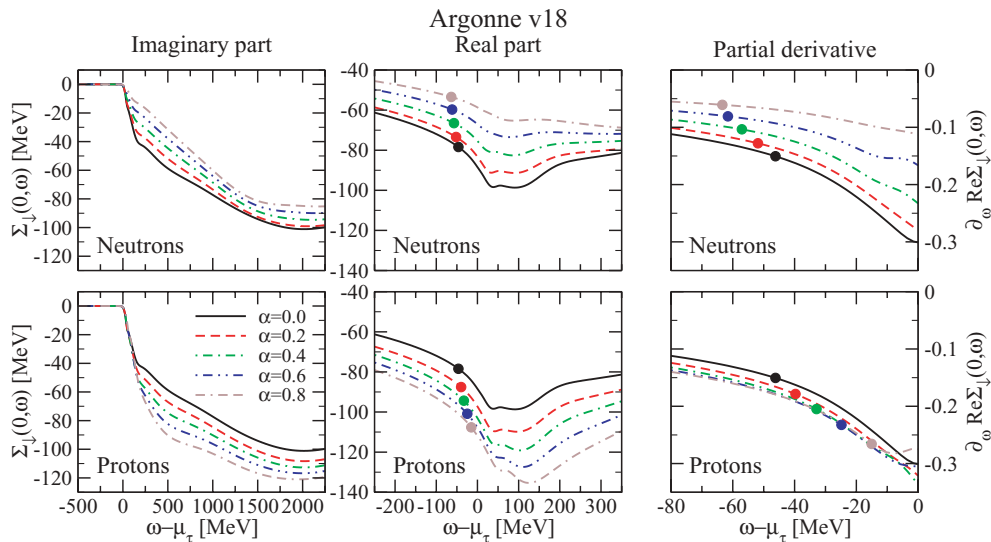 Argonne v18
Imaginary part
Real part
Partial derivative
0
-20
-40
-60
-80
-100
-120
Σ↓(0,ω) [MeV]
Neutrons
-40
-60
-80
-100
-120
-140
Neutrons
0
-0.1
-0.2
-0.3
∂ω ReΣ↓(0,ω)
Neutrons
0
-20
-40
-60
-80
-100
-120
Σ↓(0,ω) [MeV]
α=0.0
α=0.2
α=0.4
α=0.6
α=0.8
Protons
-500 0 500 1000 1500 2000
ω−μτ [MeV]
-40
-60
-80
-100
-120
-140
Protons
-200 -100 0 100 200 300
ω−μτ [MeV]
0
-0.1
-0.2
-0.3
∂ω ReΣ↓(0,ω)
Protons
-80 -60 -40 -20 0
ω−μτ [MeV]